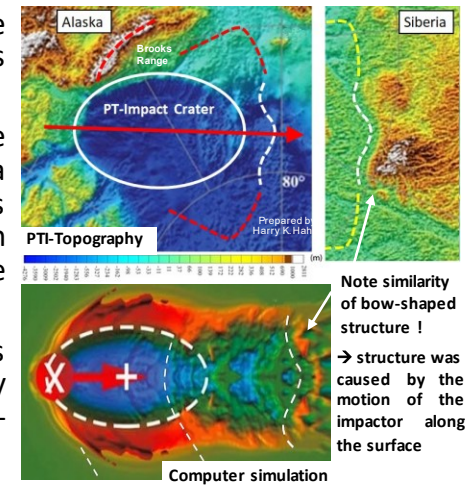 e
s
e
a
s
n
e
s
y
-
Alaska
Brooks
Range
PT-Impact Crater
80°
Prepared by
Harry K. Hah
PTI-Topography
(m)
Siberia
Note similarity
of bow-shaped
structure !
→ structure was
caused by the
motion of the
impactor along
the surface
X
+
Computer simulation